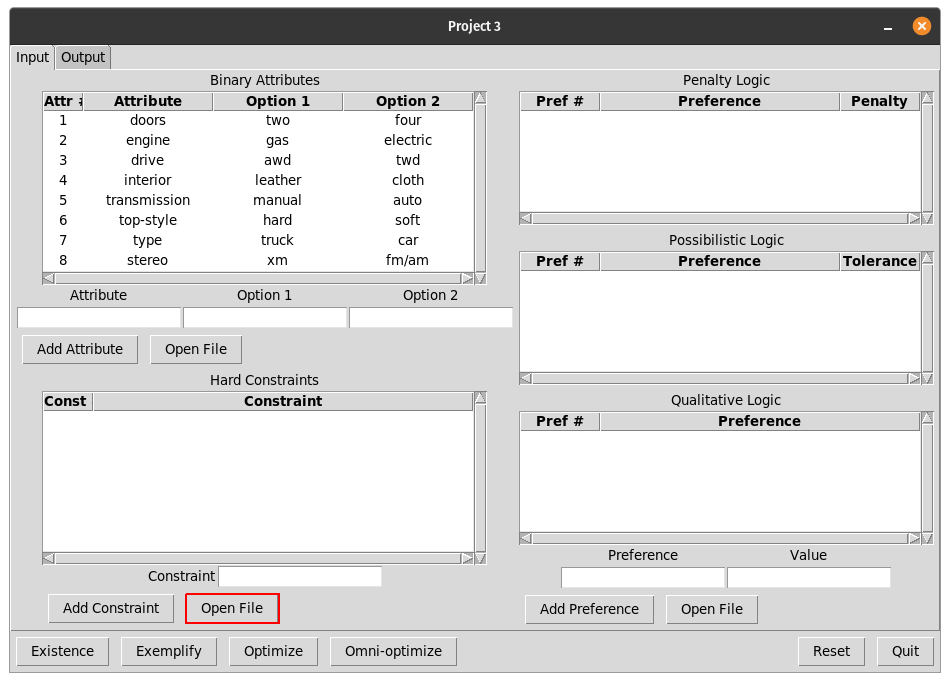 Project 3
Input Output
Binary Attributes
Attr # Attribute Option 1 Option 2
1 doors two four
2 engine gas electric
3 drive awd twd
4 interior leather cloth
5 transmission manual auto
6 top-style hard soft
7 type truck car
8 stereo xm fm/am
Attribute Option 1 Option 2
Add Attribute Open File
Hard Constraints
Const Constraint
Constraint
Add Constraint Open File
Penalty Logic
Pref # Preference Penalty
Possibilistic Logic
Pref # Preference Tolerance
Qualitative Logic
Pref # Preference
Preference Value
Add Preference Open File
Existence Exemplify Optimize Omni-optimize Reset Quit